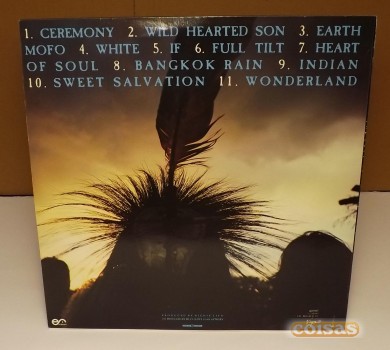 1. CEREMONY 2. WILD HEARTED SON 3. EARTH
MOFO 4. WHITE 5. IF 6. FULL TILT 7. HEART
OF SOUL 8. BANGKOK RAIN 9. INDIAN
10. SWEET SALVATION 11. WONDERLAND
coisas